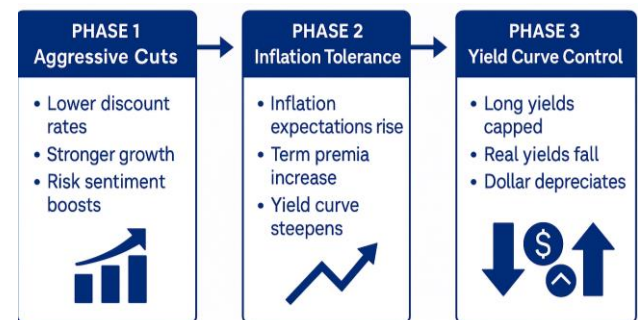 PHASE 1
Aggressive Cuts
• Lower discount
rates
• Stronger growth
• Risk sentiment
boosts
PHASE 2
Inflation Tolerance
• Inflation
expectations rise
• Term premia
increase
• Yield curve
steepens
PHASE 3
Yield Curve Control
• Long yields
capped
• Real yields fall
• Dollar depreciates
$